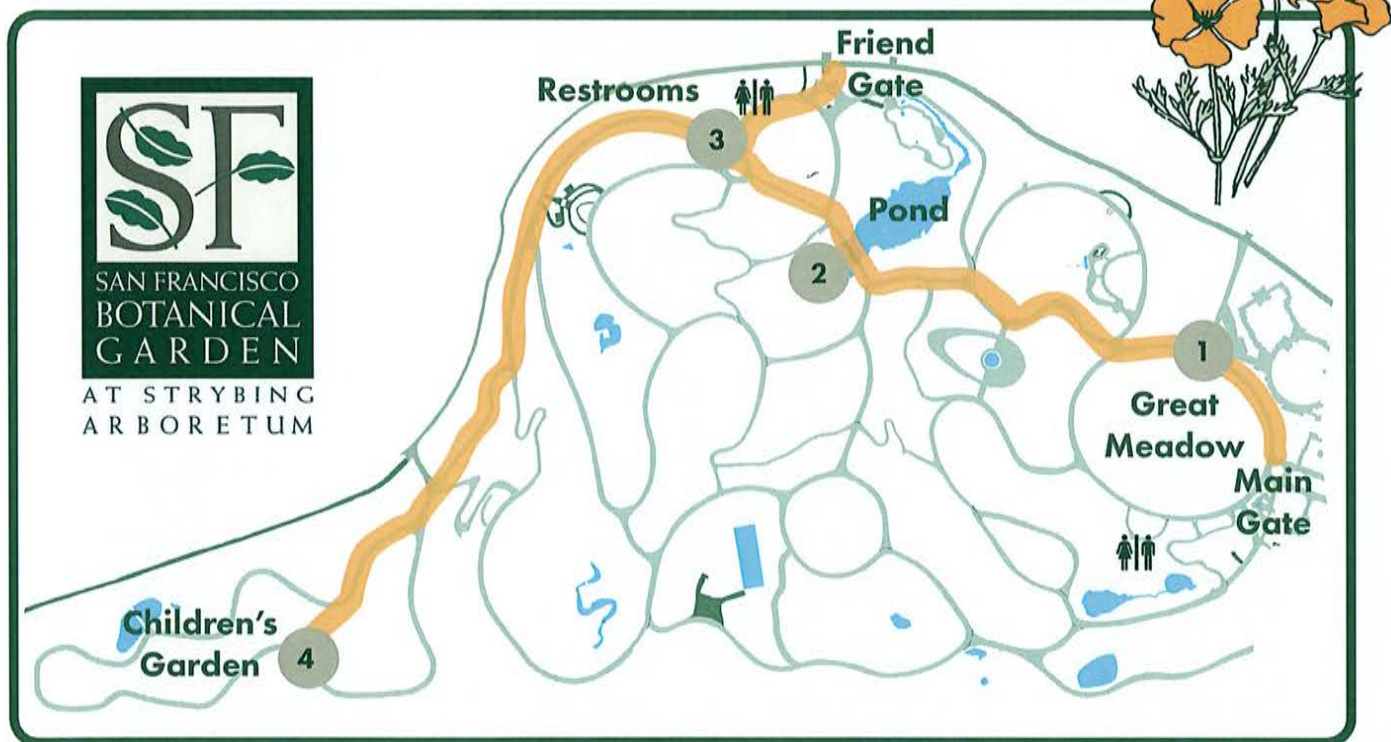 SF
SAN FRANCISCO
BOTANICAL
GARDEN
AT STRYBING
ARBORETUM
Friend
Gate
Restrooms
3
Pond
2
1
Great
Meadow
Main
Gate
Children's
Garden
4